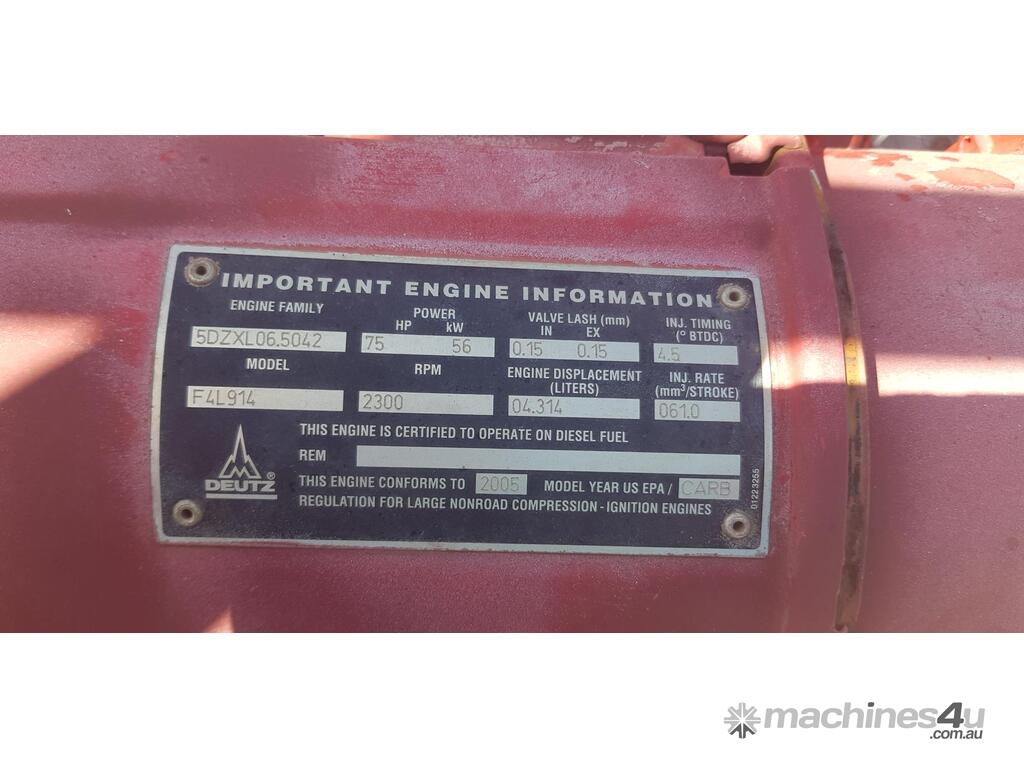 IMPORTANT ENGINE INFORMATION
ENGINE FAMILY POWER VALVE LASH (mm) INJ. TIMING
HP kW IN EX (° BTDC)
5DZXL06.5042 75 56 0.15 0.15 4.5
MODEL RPM ENGINE DISPLACEMENT INJ. RATE
(LITERS) (mm³/STROKE)
F4L914 2300 04.314 061.0
THIS ENGINE IS CERTIFIED TO OPERATE ON DIESEL FUEL
REM
DEUTZ®
THIS ENGINE CONFORMS TO 2005 MODEL YEAR US EPA / CARB
REGULATION FOR LARGE NONROAD COMPRESSION - IGNITION ENGINES
0122 3255
machines4u
.com.au